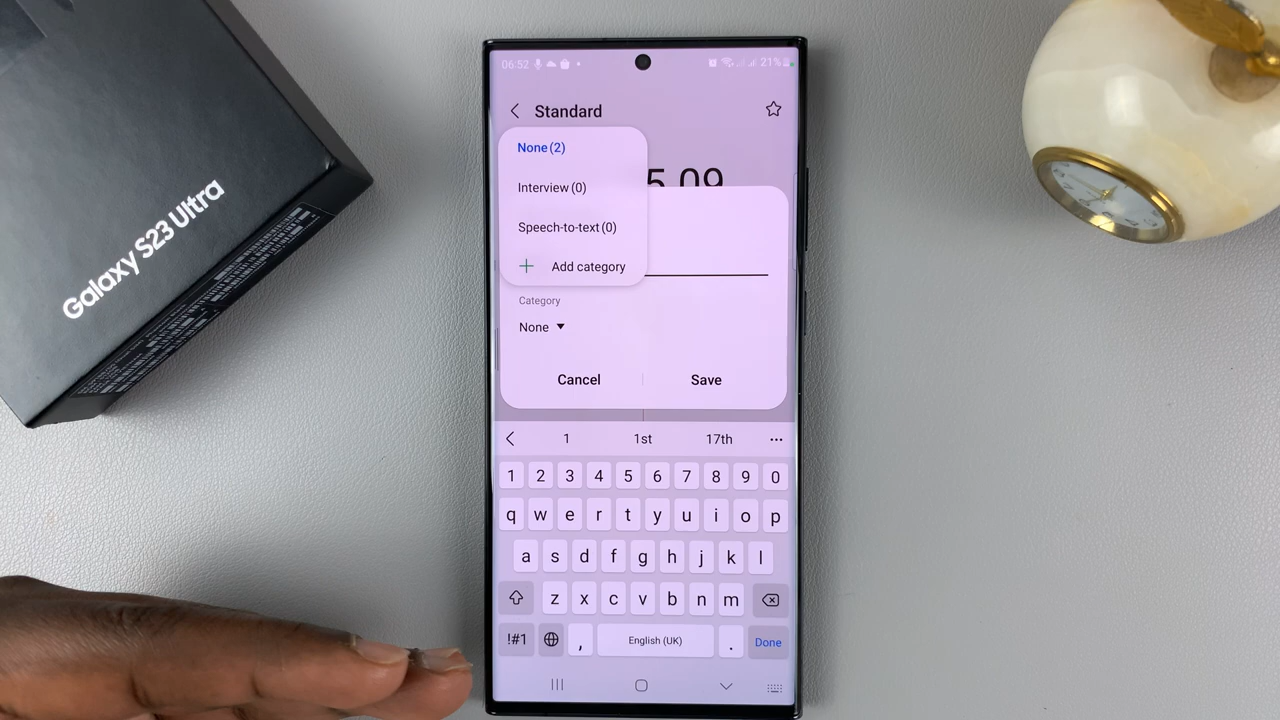 Galaxy S23 Ultra
06:52
21%
Standard
None (2)
5.09
Interview (0)
Speech-to-text (0)
+ Add category
Category
None
Cancel
Save
1
1st
17th
1 2 3 4 5 6 7 8 9 0
q w e r t y u i o p
a s d f g h j k l
z x c v b n m
!#1
,
English (UK)
.
Done